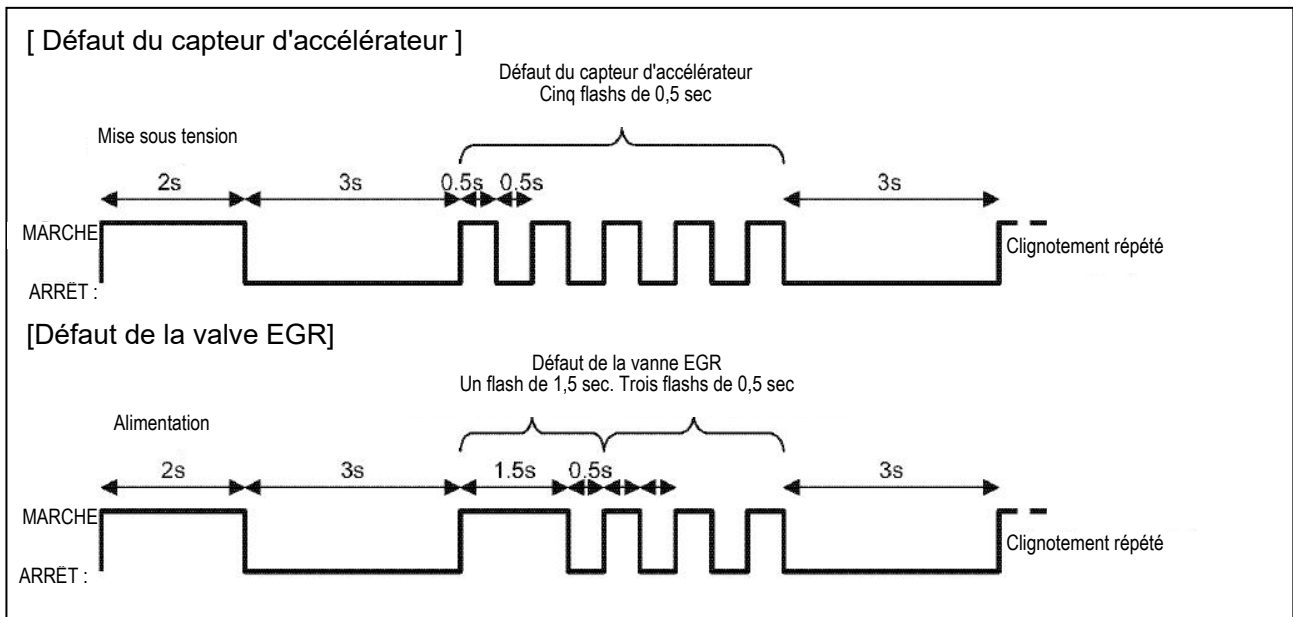 [ Défaut du capteur d'accélérateur ]
Défaut du capteur d'accélérateur
Cinq flashs de 0,5 sec
Mise sous tension
2s 3s 0.5s 0.5s 3s
MARCHE
Clignotement répété
ARRÊT :
[Défaut de la valve EGR]
Défaut de la vanne EGR
Un flash de 1,5 sec. Trois flashs de 0,5 sec
Alimentation
2s 3s 1.5s 0.5s 3s
MARCHE
Clignotement répété
ARRÊT :